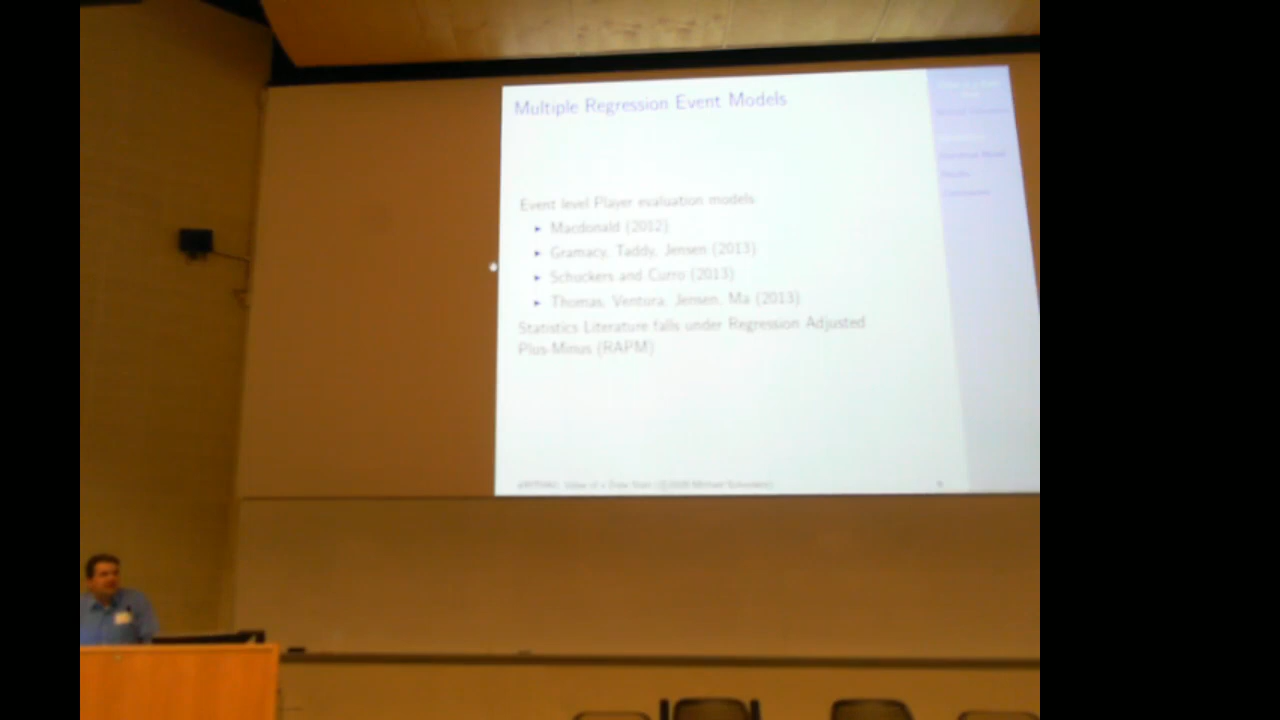 Multiple Regression Event Models
Event level Player evaluation models
Macdonald (2012)
Gramacy, Taddy, Jensen (2013)
Schuckers and Curro (2013)
Thomas, Ventura, Jensen, Ma (2013)
Statistics Literature falls under Regression Adjusted
Plus-Minus (RAPM)
Results